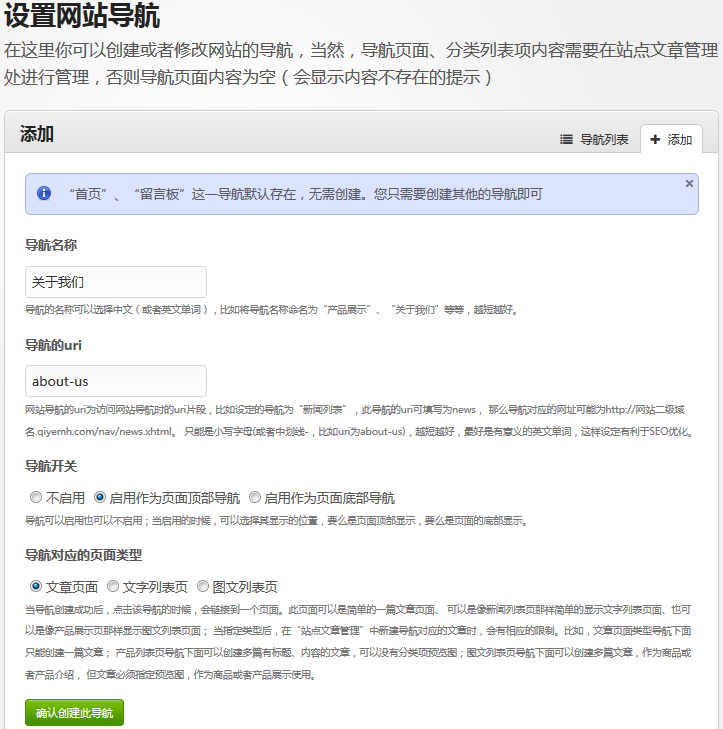 设置网站导航
在这里你可以创建或者修改网站的导航，当然，导航页面、分类列表项内容需要在站点文章管理
处进行管理，否则导航页面内容为空（会显示内容不存在的提示）
添加
导航列表
添加
“首页”、“留言板”这一导航默认存在，无需创建。您只需要创建其他的导航即可
导航名称
关于我们
导航的名称可以选择中文（或者英文单词），比如将导航名称命名为“产品展示”、“关于我们”等等，越短越好。
导航的uri
about-us
网站导航的uri为访问网站导航时的uri片段，比如设定的导航为“新闻列表”，此导航的uri可填写为news， 那么导航对应的网址可能为http://网站二级域
名.qiyemh.com/nav/news.xhtml。 只能是小写字母(或者中划线-，比如uri为about-us)，越短越好，最好是有意义的英文单词，这样设定有利于SEO优化。
导航开关
不启用 启用作为页面顶部导航 启用作为页面底部导航
导航可以启用也可以不启用；当启用的时候，可以选择其显示的位置，要么是页面顶部显示，要么是页面的底部显示。
导航对应的页面类型
文章页面 文字列表页 图文列表页
当导航创建成功后，点击该导航的时候，会链接到一个页面。此页面可以是简单的一篇文章页面、 可以是像新闻列表页那样简单的显示文字列表页面、也可
以是像产品展示页那样显示图文列表页面； 当指定类型后，在“站点文章管理”中新建导航对应的文章时，会有相应的限制。比如，文章页面类型导航下面
只能创建一篇文章； 产品列表页导航下面可以创建多篇有标题、内容的文章，可以没有分类项预览图；图文列表页导航下面可以创建多篇文章，作为商品或
者产品介绍， 但文章必须指定预览图，作为商品或者产品展示使用。
确认创建此导航